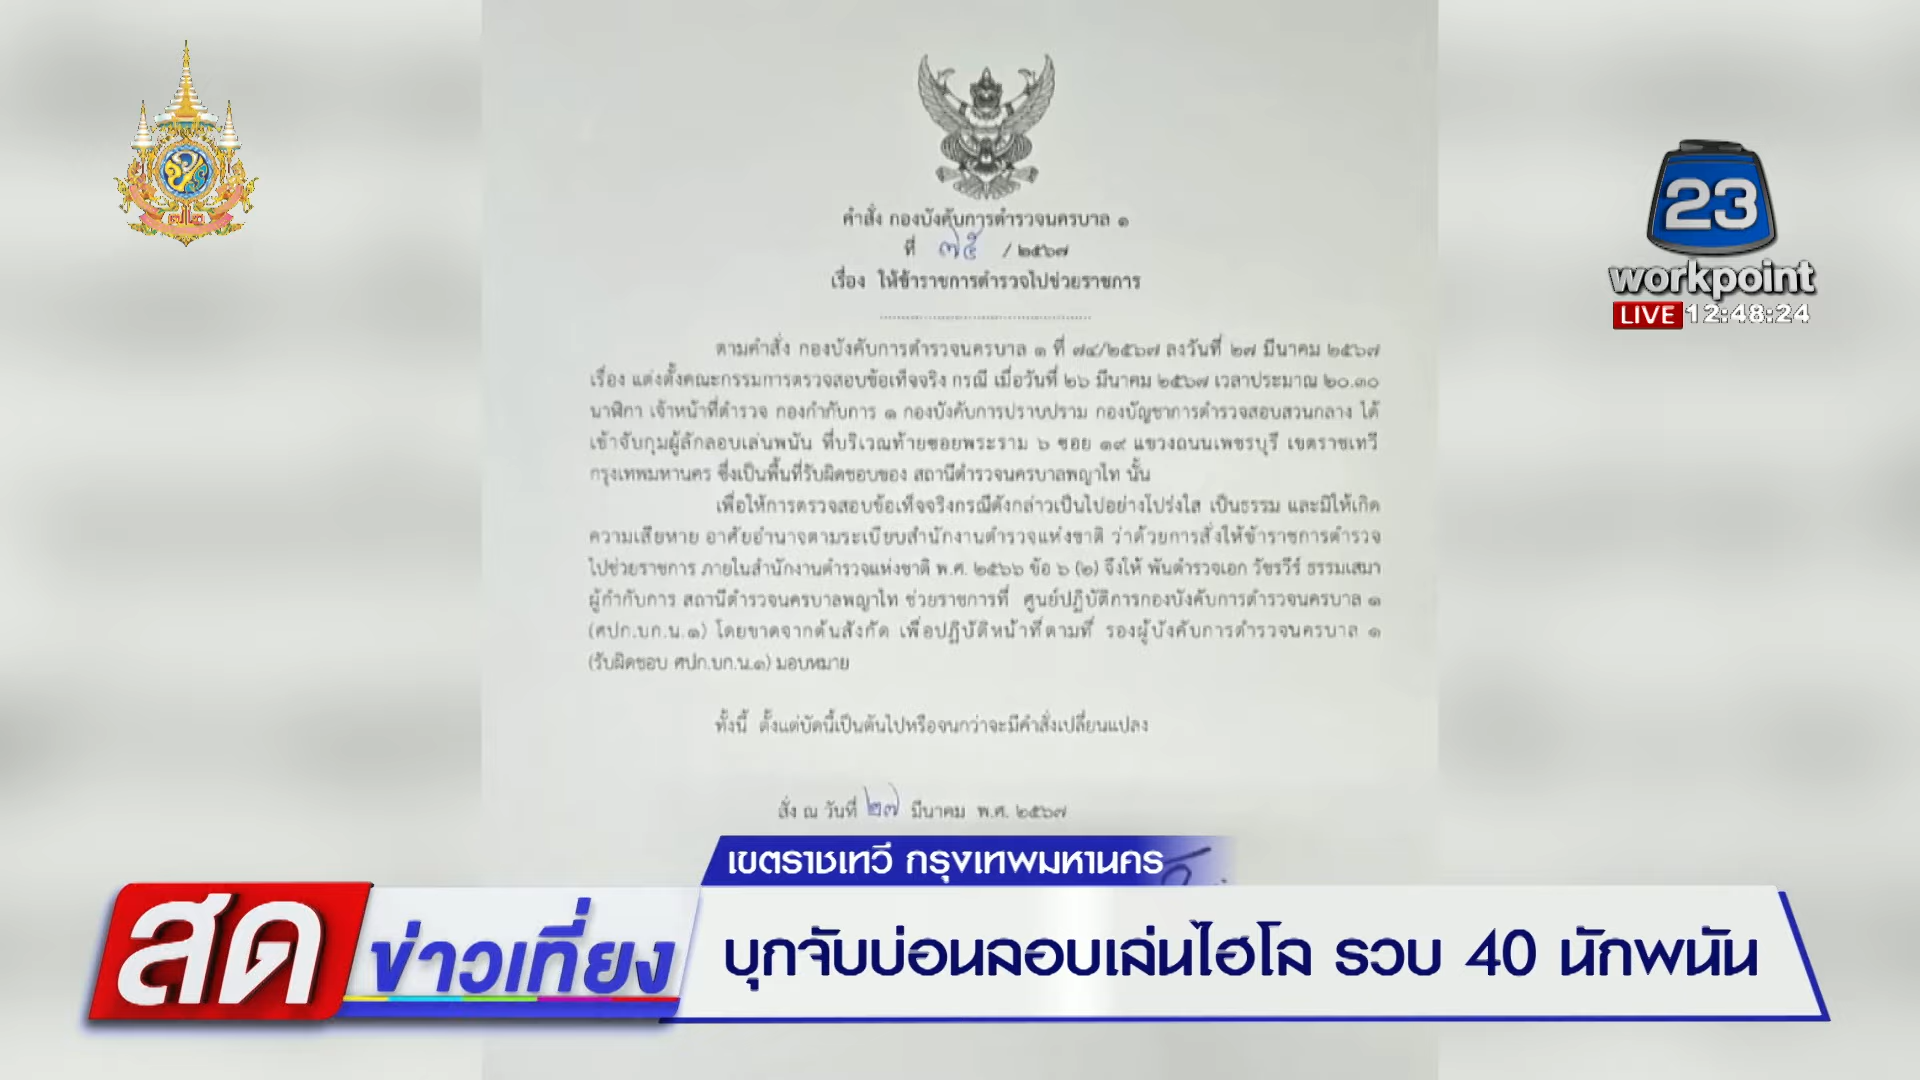 คำสั่ง กองบังคับการตำรวจนครบาล ๑
ที่ ๗๕ / ๒๕๖๗
เรื่อง ให้ข้าราชการตำรวจไปช่วยราชการ
ตามคำสั่ง กองบังคับการตำรวจนครบาล ๑ ที่ ๗๔/๒๕๖๗ ลงวันที่ ๒๗ มีนาคม ๒๕๖๗
เรื่อง แต่งตั้งคณะกรรมการตรวจสอบข้อเท็จจริง กรณี เมื่อวันที่ ๒๖ มีนาคม ๒๕๖๗ เวลาประมาณ ๒๐.๓๐
นาฬิกา เจ้าหน้าที่ตำรวจ กองกำกับการ ๑ กองบังคับการปราบปราม กองบัญชาการตำรวจสอบสวนกลาง ได้
เข้าจับกุมผู้ลักลอบเล่นพนัน ที่บริเวณท้ายซอยพระราม ๖ ซอย ๑๙ แขวงถนนเพชรบุรี เขตราชเทวี
กรุงเทพมหานคร ซึ่งเป็นพื้นที่รับผิดชอบของ สถานีตำรวจนครบาลพญาไท นั้น
เพื่อให้การตรวจสอบข้อเท็จจริงกรณีดังกล่าวเป็นไปอย่างโปร่งใส เป็นธรรม และมิให้เกิด
ความเสียหาย อาศัยอำนาจตามระเบียบสำนักงานตำรวจแห่งชาติ ว่าด้วยการสั่งให้ข้าราชการตำรวจ
ไปช่วยราชการ ภายในสำนักงานตำรวจแห่งชาติ พ.ศ. ๒๕๖๖ ข้อ ๖ (๒) จึงให้ พันตำรวจเอก วัชรวีร์ ธรรมเสมา
ผู้กำกับการ สถานีตำรวจนครบาลพญาไท ช่วยราชการที่ ศูนย์ปฏิบัติการกองบังคับการตำรวจนครบาล ๑
(ศปก.บก.น.๑) โดยขาดจากต้นสังกัด เพื่อปฏิบัติหน้าที่ตามที่ รองผู้บังคับการตำรวจนครบาล ๑
(รับผิดชอบ ศปก.บก.น.๑) มอบหมาย
ทั้งนี้ ตั้งแต่บัดนี้เป็นต้นไปหรือจนกว่าจะมีคำสั่งเปลี่ยนแปลง
สั่ง ณ วันที่ ๒๗ มีนาคม พ.ศ. ๒๕๖๗
๗๒
23
workpoint
LIVE 12:48:24
เขตราชเทวี กรุงเทพมหานคร
สด ข่าวเที่ยง
บุกจับบ่อนลอบเล่นไฮโล รวบ 40 นักพนัน